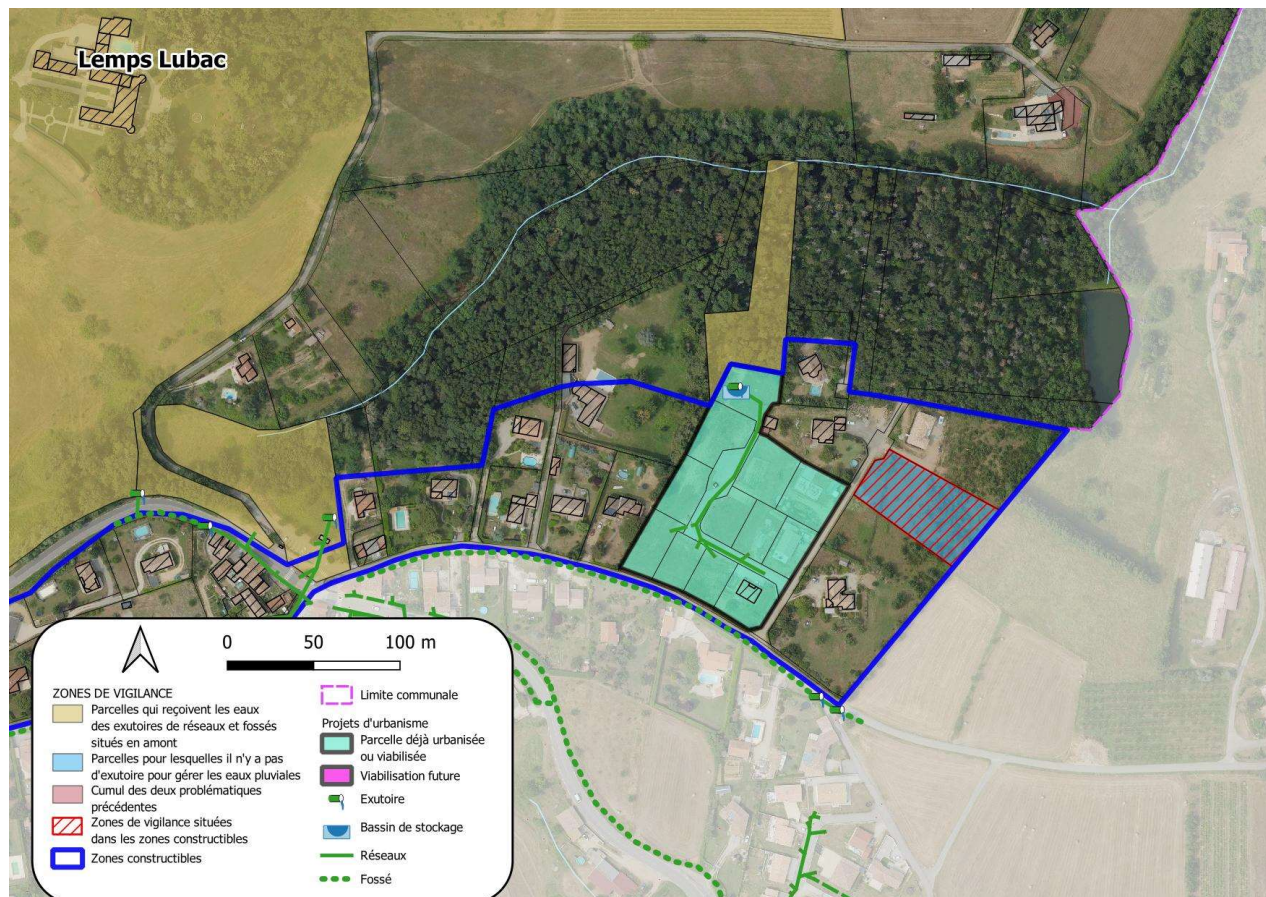 Lemps Lubac
0 50 100 m
ZONES DE VIGILANCE
Parcelles qui reçoivent les eaux
des exutoires de réseaux et fossés
situés en amont
Parcelles pour lesquelles il n'y a pas
d'exutoire pour gérer les eaux pluviales
Cumul des deux problématiques
précédentes
Zones de vigilance situées
dans les zones constructibles
Zones constructibles
Limite communale
Projets d'urbanisme
Parcelle déjà urbanisée
ou viabilisée
Viabilisation future
Exutoire
Bassin de stockage
Réseaux
Fossé